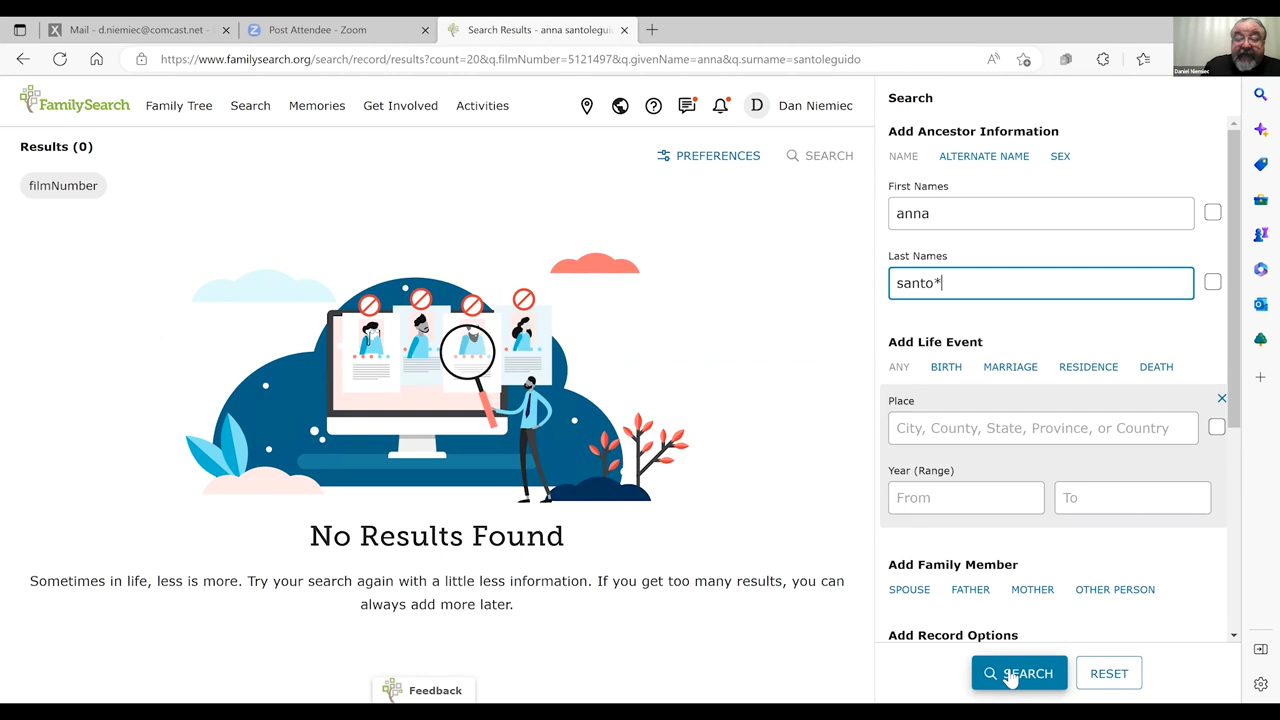 Mail - d.niemiec@comcast.net -
Post Attendee - Zoom
Search Results - anna santolegui
https://www.familysearch.org/search/record/results?count=20&q.filmNumber=5121497&q.givenName=anna&q.surname=santoleguido
Daniel Niemiec
FamilySearch
Family Tree
Search
Memories
Get Involved
Activities
D
Dan Niemiec
Results (0)
PREFERENCES
SEARCH
filmNumber
No Results Found
Sometimes in life, less is more. Try your search again with a little less information. If you get too many results, you can
always add more later.
Feedback
Search
Add Ancestor Information
NAME
ALTERNATE NAME
SEX
First Names
anna
Last Names
santo*
Add Life Event
ANY
BIRTH
MARRIAGE
RESIDENCE
DEATH
Place
City, County, State, Province, or Country
Year (Range)
From
To
Add Family Member
SPOUSE
FATHER
MOTHER
OTHER PERSON
Add Record Options
SEARCH
RESET